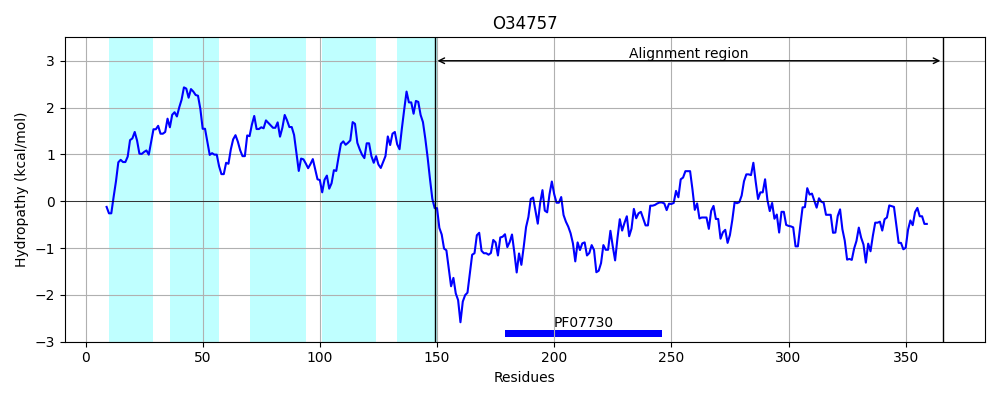 O34757
Hydropathy (kcal/mol)
3
2
1
0
−1
−2
−3
Alignment region
PF07730
0 50 100 150 200 250 300 350
Residues